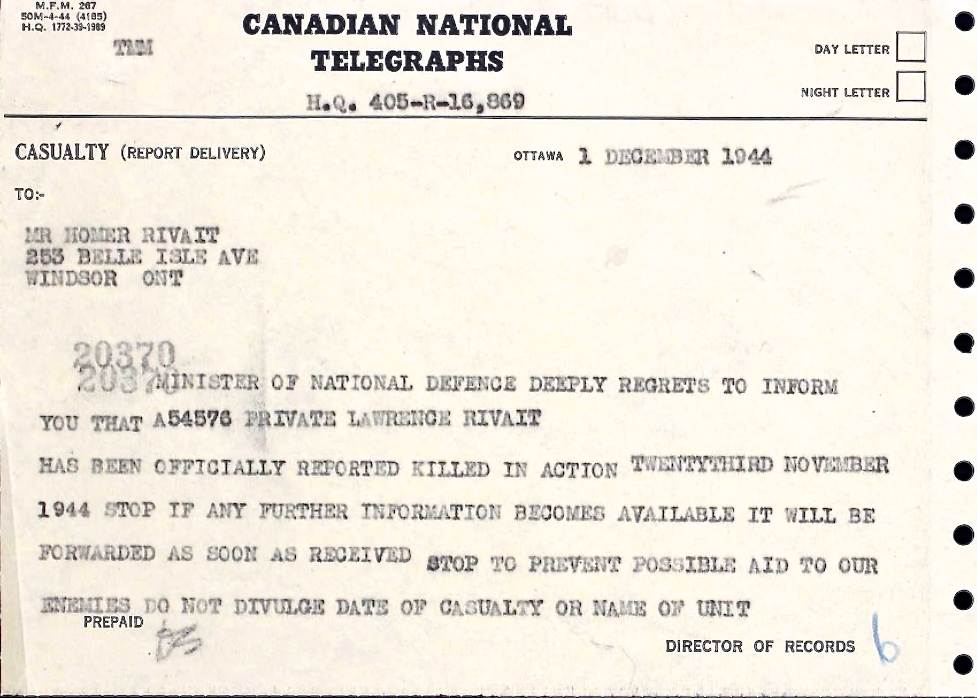 M.F.M. 267
50M-4-44 (4185)
H.Q. 1772-39-1989
TMM
CANADIAN NATIONAL
TELEGRAPHS
DAY LETTER
NIGHT LETTER
H.Q. 405-R-16,869
CASUALTY (REPORT DELIVERY)
OTTAWA 1 DECEMBER 1944
TO:-
MR HOMER RIVAIT
253 BELLE ISLE AVE
WINDSOR ONT
20370
20370 MINISTER OF NATIONAL DEFENCE DEEPLY REGRETS TO INFORM
YOU THAT A54576 PRIVATE LAWRENCE RIVAIT
HAS BEEN OFFICIALLY REPORTED KILLED IN ACTION TWENTYTHIRD NOVEMBER
1944 STOP IF ANY FURTHER INFORMATION BECOMES AVAILABLE IT WILL BE
FORWARDED AS SOON AS RECEIVED STOP TO PREVENT POSSIBLE AID TO OUR
ENEMIES DO NOT DIVULGE DATE OF CASUALTY OR NAME OF UNIT
PREPAID
DIRECTOR OF RECORDS 6